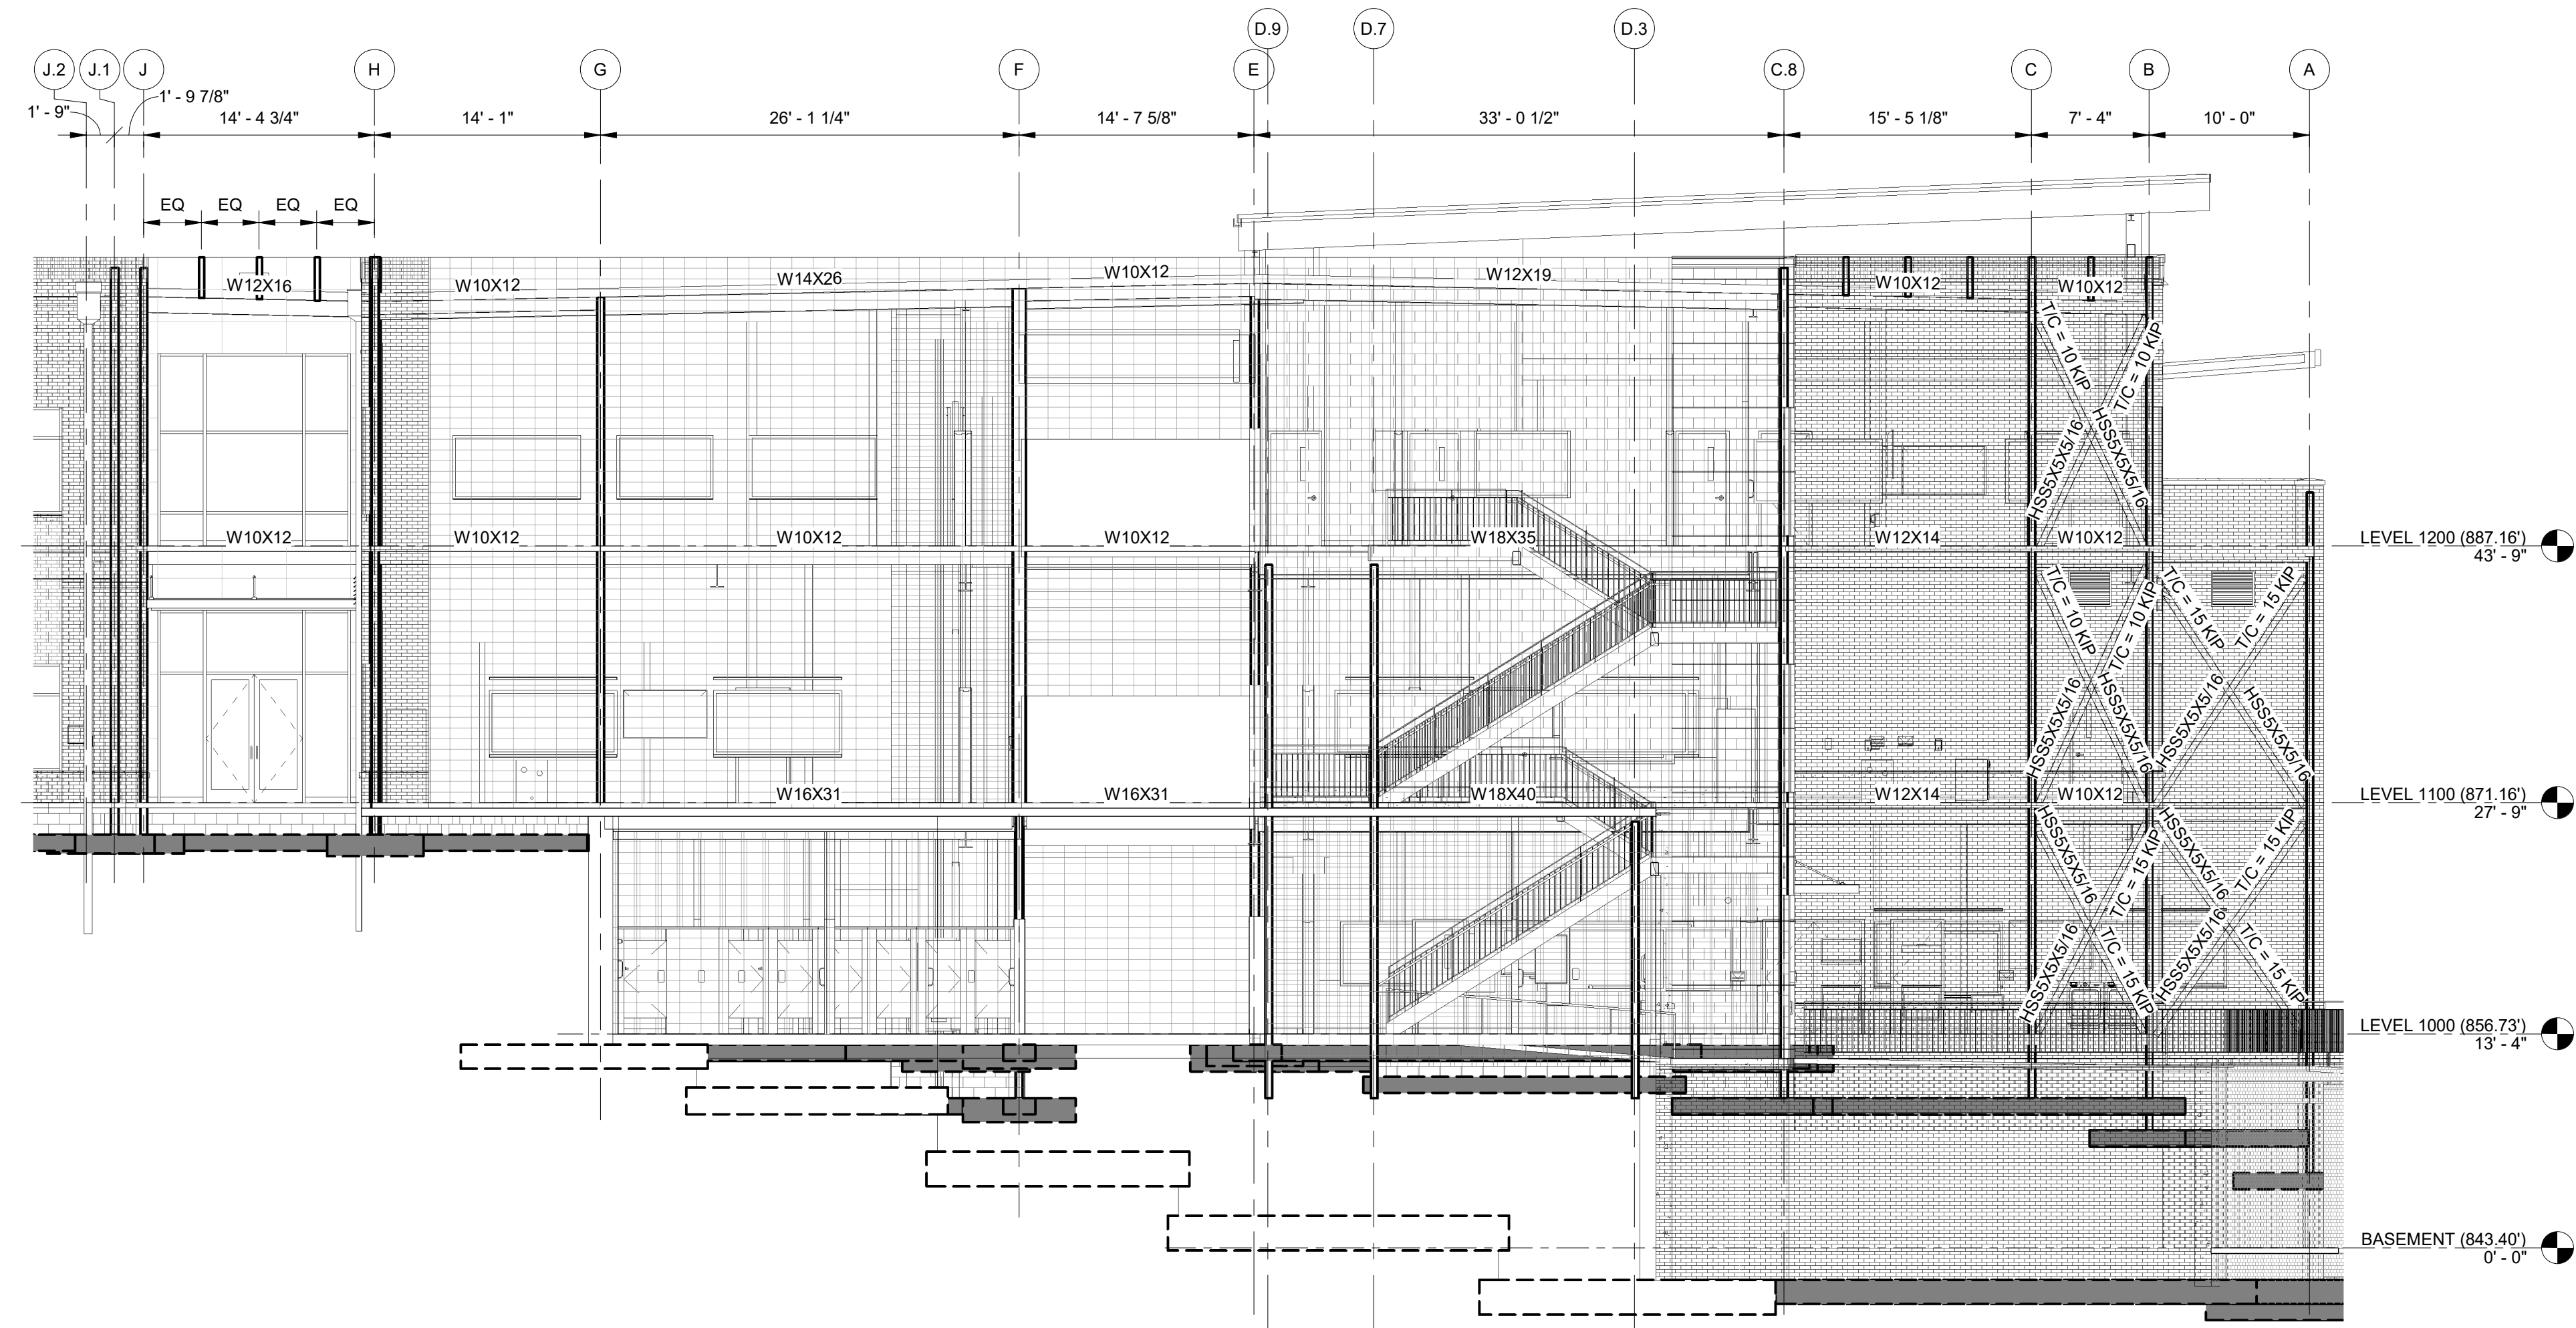 D.9 D.7 D.3
J.2 J.1 J H G F E C.8 C B A
1' - 9" 1' - 9 7/8" 14' - 4 3/4" 14' - 1" 26' - 1 1/4" 14' - 7 5/8" 33' - 0 1/2" 15' - 5 1/8" 7' - 4" 10' - 0"
EQ EQ EQ EQ
W12X16 W10X12 W14X26 W10X12 W12X19 W10X12 W10X12
T/C = 10 KIP
T/C = 10 KIP
HSS5X5X5/16
HSS5X5X5/16
W10X12 W10X12 W10X12 W10X12 W18X35 W12X14 W10X12
LEVEL 1200 (887.16')
43' - 9"
T/C = 10 KIP
T/C = 10 KIP
T/C = 15 KIP
T/C = 15 KIP
HSS5X5X5/16
HSS5X5X5/16
HSS5X5X5/16
HSS5X5X5/16
W16X31 W16X31 W18X40 W12X14 W10X12
LEVEL 1100 (871.16')
27' - 9"
HSS5X5X5/16
T/C = 15 KIP
HSS5X5X5/16
T/C = 15 KIP
HSS5X5X5/16
T/C = 15 KIP
HSS5X5X5/16
T/C = 15 KIP
LEVEL 1000 (856.73')
13' - 4"
BASEMENT (843.40')
0' - 0"